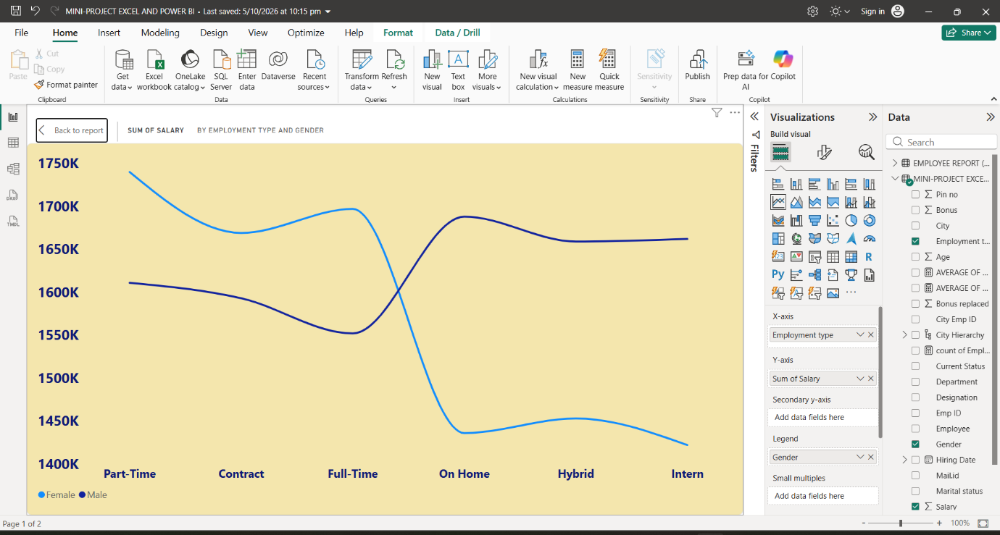 MINI-PROJECT EXCEL AND POWER BI • Last saved: 5/10/2026 at 10:15 pm
Sign in
File Home Insert Modeling Design View Optimize Help Format Data / Drill
Share
Paste
Cut
Copy
Format painter
Clipboard
Get data
Excel workbook
OneLake catalog
SQL Server
Enter data
Dataverse
Recent sources
Data
Transform data
Refresh
Queries
New visual
Text box
More visuals
Insert
New visual calculation
New measure
Quick measure
Calculations
Sensitivity
Sensitivity
Publish
Share
Prep data for AI
Copilot
Copilot
Back to report
SUM OF SALARY
BY EMPLOYMENT TYPE AND GENDER
1750K
1700K
1650K
1600K
1550K
1500K
1450K
1400K
Part-Time Contract Full-Time On Home Hybrid Intern
Female Male
Filters
Visualizations
Build visual
123
R
Py
X-axis
Employment type
Y-axis
Sum of Salary
Secondary y-axis
Add data fields here
Legend
Gender
Small multiples
Add data fields here
Data
Search
EMPLOYEE REPORT (...
MINI-PROJECT EXCE...
Pin no
Bonus
City
Employment t...
Age
AVERAGE OF ...
AVERAGE OF ...
Bonus replaced
City Emp ID
City Hierarchy
count of Empl...
Current Status
Department
Designation
Emp ID
Employee
Gender
Hiring Date
Mail.id
Marital status
Salary
DAX
TMDL
Page 1 of 2
- + 100%